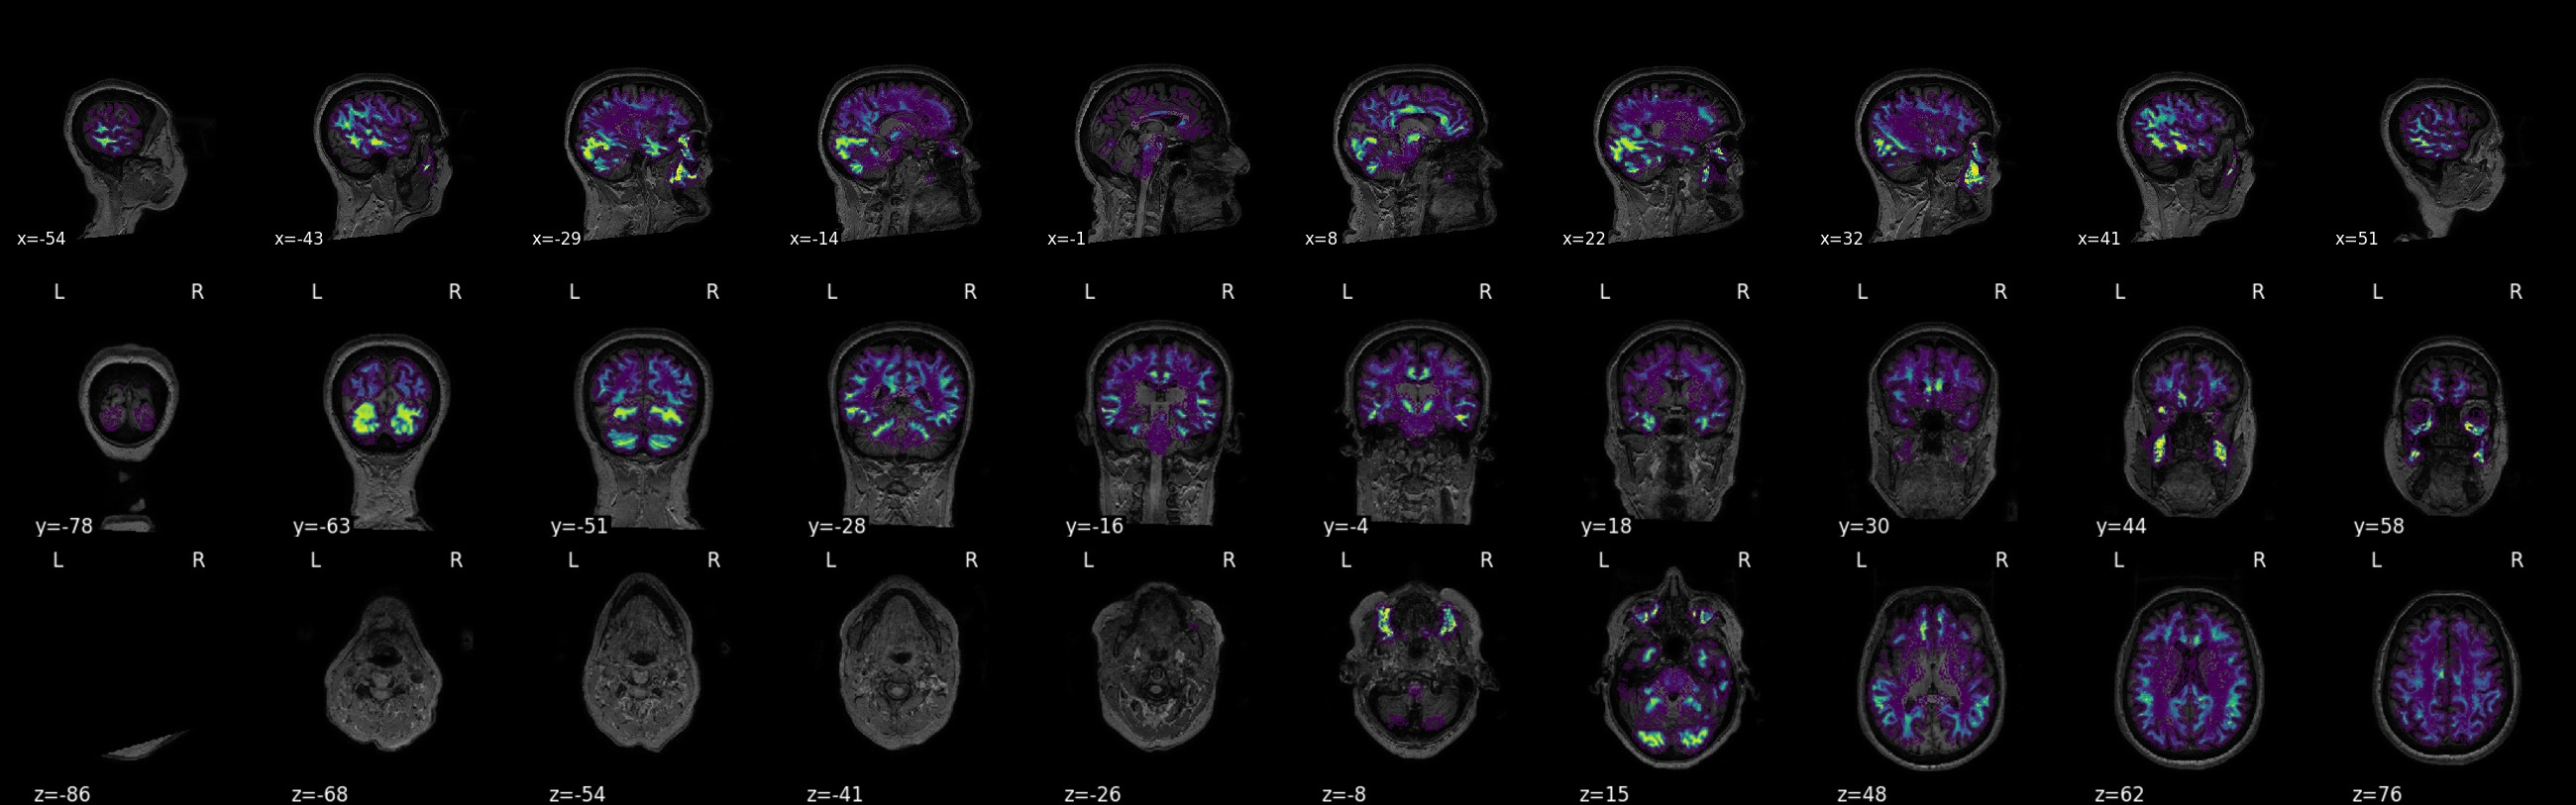 x=-54 x=-43 x=-29 x=-14 x=-1 x=8 x=22 x=32 x=41 x=51
L R L R L R L R L R L R L R L R L R L R
y=-78 y=-63 y=-51 y=-28 y=-16 y=-4 y=18 y=30 y=44 y=58
L R L R L R L R L R L R L R L R L R L R
z=-86 z=-68 z=-54 z=-41 z=-26 z=-8 z=15 z=48 z=62 z=76